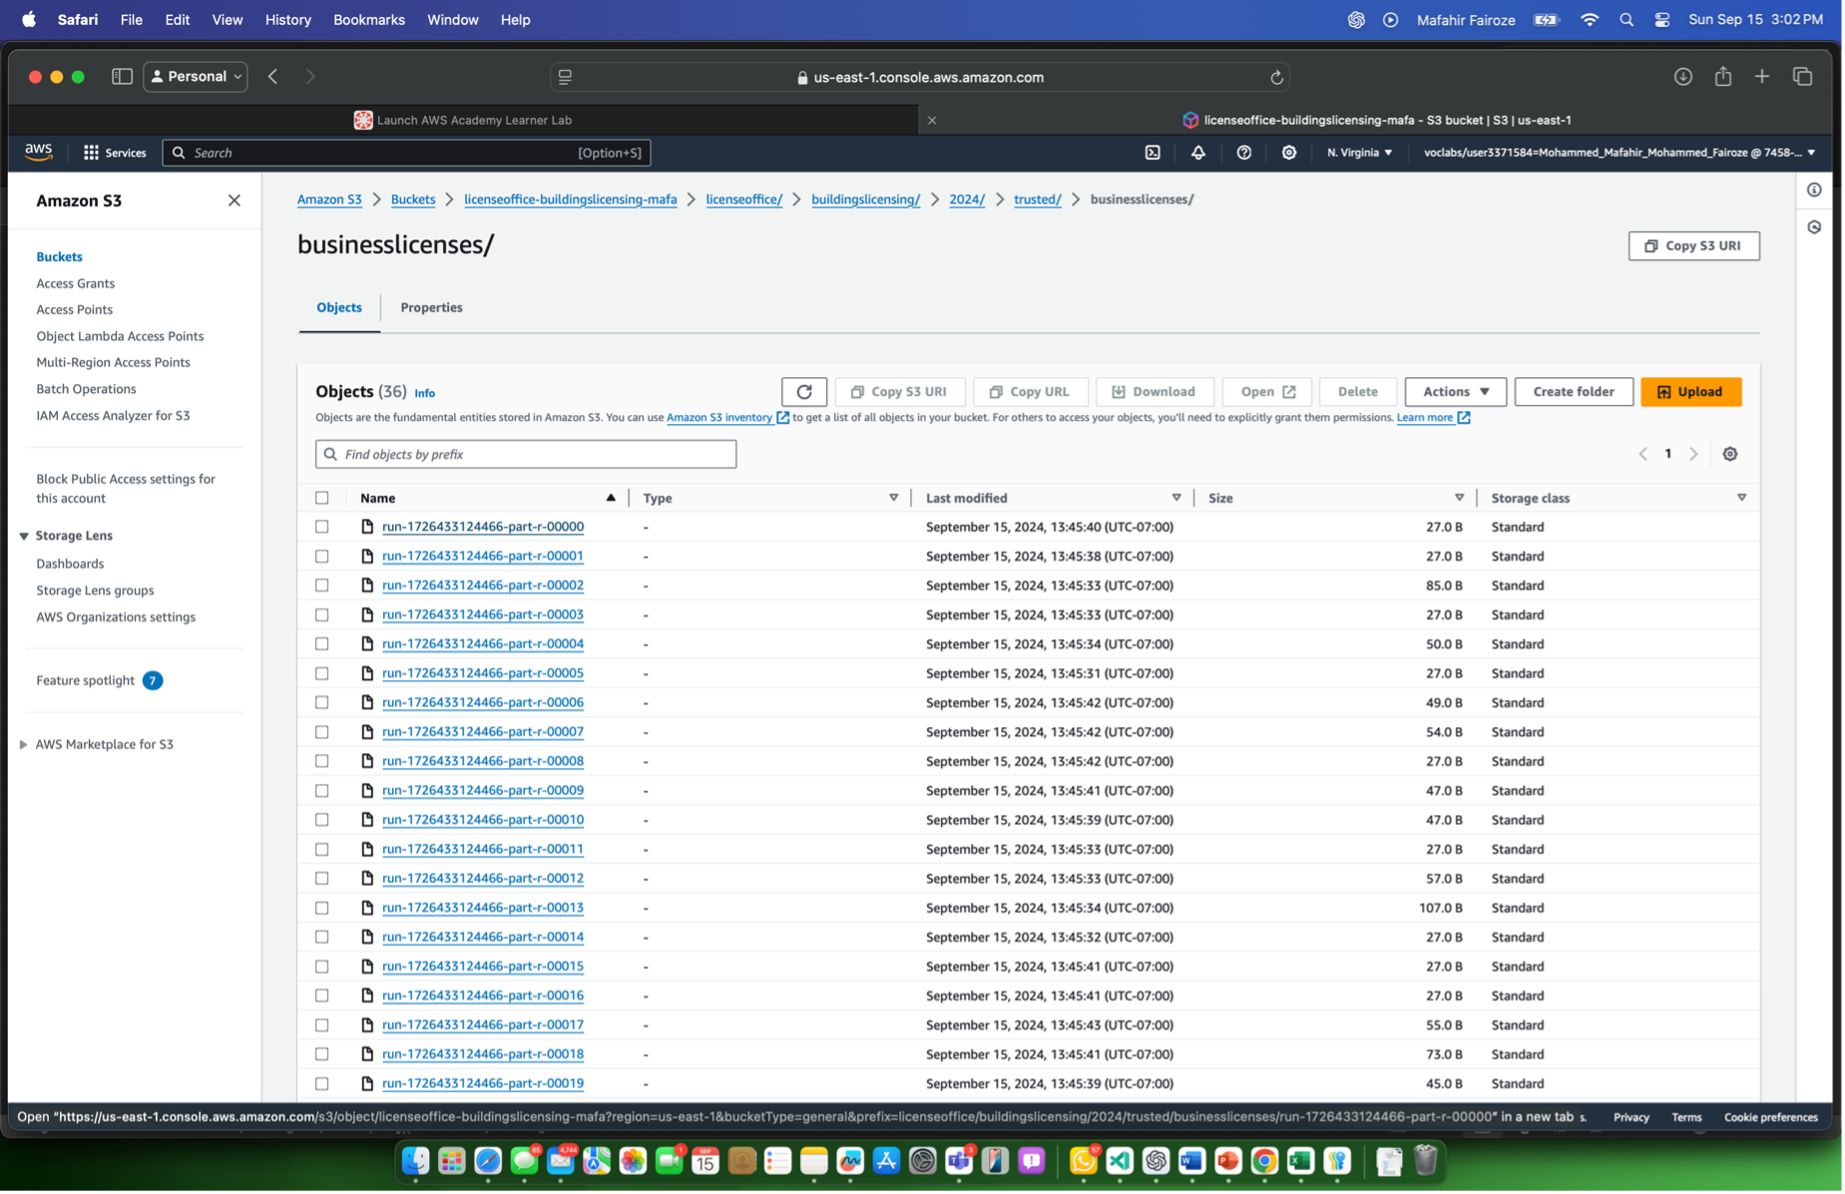 Safari File Edit View History Bookmarks Window Help Mafahir Fairoze Sun Sep 15 3:02 PM
Personal us-east-1.console.aws.amazon.com
Launch AWS Academy Learner Lab licenseoffice-buildingslicensing-mafa - S3 bucket | S3 | us-east-1
aws Services Search [Option+S] N. Virginia voclabs/user3371584=Mohammed_Mafahir_Mohammed_Fairoze @ 7458-...
Amazon S3
Buckets
Access Grants
Access Points
Object Lambda Access Points
Multi-Region Access Points
Batch Operations
IAM Access Analyzer for S3
Block Public Access settings for
this account
Storage Lens
Dashboards
Storage Lens groups
AWS Organizations settings
Feature spotlight 7
AWS Marketplace for S3
Amazon S3 > Buckets > licenseoffice-buildingslicensing-mafa > licenseoffice/ > buildingslicensing/ > 2024/ > trusted/ > businesslicenses/
businesslicenses/
Copy S3 URI
Objects Properties
Objects (36) Info Copy S3 URI Copy URL Download Open Delete Actions Create folder Upload
Objects are the fundamental entities stored in Amazon S3. You can use Amazon S3 inventory to get a list of all objects in your bucket. For others to access your objects, you'll need to explicitly grant them permissions. Learn more
Find objects by prefix 1
Name Type Last modified Size Storage class
run-1726433124466-part-r-00000 - September 15, 2024, 13:45:40 (UTC-07:00) 27.0 B Standard
run-1726433124466-part-r-00001 - September 15, 2024, 13:45:38 (UTC-07:00) 27.0 B Standard
run-1726433124466-part-r-00002 - September 15, 2024, 13:45:33 (UTC-07:00) 85.0 B Standard
run-1726433124466-part-r-00003 - September 15, 2024, 13:45:33 (UTC-07:00) 27.0 B Standard
run-1726433124466-part-r-00004 - September 15, 2024, 13:45:34 (UTC-07:00) 50.0 B Standard
run-1726433124466-part-r-00005 - September 15, 2024, 13:45:31 (UTC-07:00) 27.0 B Standard
run-1726433124466-part-r-00006 - September 15, 2024, 13:45:42 (UTC-07:00) 49.0 B Standard
run-1726433124466-part-r-00007 - September 15, 2024, 13:45:42 (UTC-07:00) 54.0 B Standard
run-1726433124466-part-r-00008 - September 15, 2024, 13:45:42 (UTC-07:00) 27.0 B Standard
run-1726433124466-part-r-00009 - September 15, 2024, 13:45:41 (UTC-07:00) 47.0 B Standard
run-1726433124466-part-r-00010 - September 15, 2024, 13:45:39 (UTC-07:00) 47.0 B Standard
run-1726433124466-part-r-00011 - September 15, 2024, 13:45:33 (UTC-07:00) 27.0 B Standard
run-1726433124466-part-r-00012 - September 15, 2024, 13:45:33 (UTC-07:00) 57.0 B Standard
run-1726433124466-part-r-00013 - September 15, 2024, 13:45:34 (UTC-07:00) 107.0 B Standard
run-1726433124466-part-r-00014 - September 15, 2024, 13:45:32 (UTC-07:00) 27.0 B Standard
run-1726433124466-part-r-00015 - September 15, 2024, 13:45:41 (UTC-07:00) 27.0 B Standard
run-1726433124466-part-r-00016 - September 15, 2024, 13:45:41 (UTC-07:00) 27.0 B Standard
run-1726433124466-part-r-00017 - September 15, 2024, 13:45:43 (UTC-07:00) 55.0 B Standard
run-1726433124466-part-r-00018 - September 15, 2024, 13:45:41 (UTC-07:00) 73.0 B Standard
run-1726433124466-part-r-00019 - September 15, 2024, 13:45:39 (UTC-07:00) 45.0 B Standard
Open "https://us-east-1.console.aws.amazon.com/s3/object/licenseoffice-buildingslicensing-mafa?region=us-east-1&bucketType=general&prefix=licenseoffice/buildingslicensing/2024/trusted/businesslicenses/run-1726433124466-part-r-00000" in a new tab s. Privacy Terms Cookie preferences
SEP 15